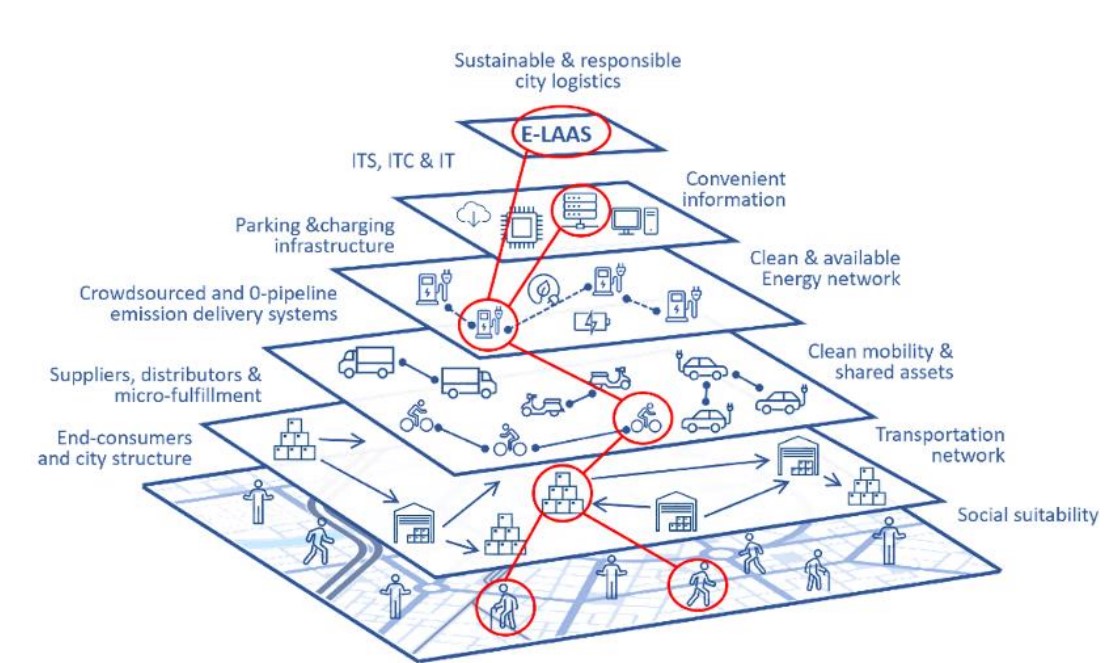 Sustainable & responsible
city logistics
E-LAAS
ITS, ITC & IT
Convenient
information
Parking &charging
infrastructure
Clean & available
Energy network
Crowdsourced and 0-pipeline
emission delivery systems
Clean mobility &
shared assets
Suppliers, distributors &
micro-fulfillment
End-consumers
and city structure
Transportation
network
Social suitability